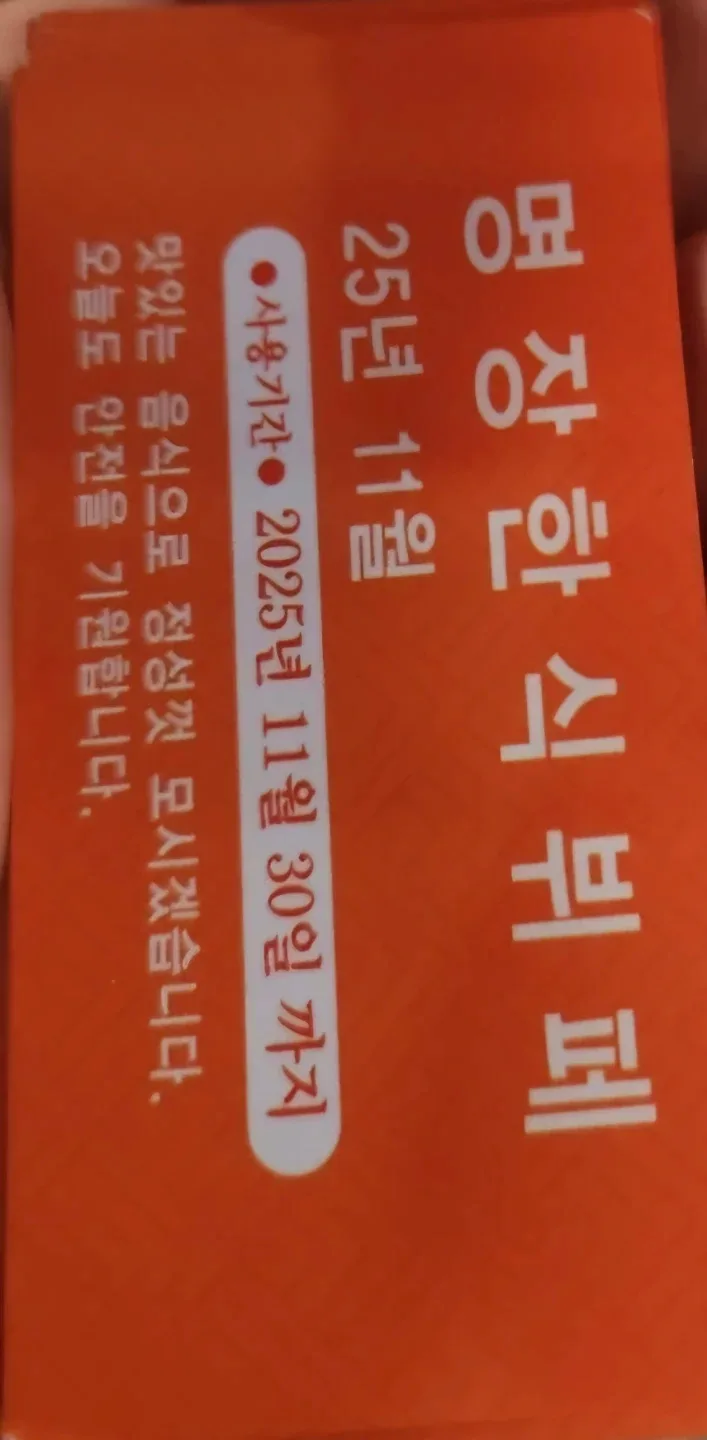 명장한식뷔페
25년 11월
●사용기간● 2025년 11월 30일 까지
맛있는 음식으로 정성껏 모시겠습니다.
오늘도 안전을 기원합니다.